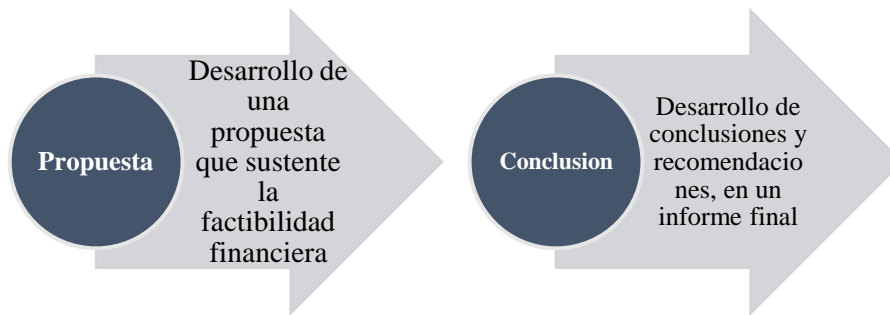 Propuesta
Desarrollo de
una
propuesta
que sustente
la
factibilidad
financiera
Conclusion
Desarrollo de
conclusiones y
recomendacio
nes, en un
informe final